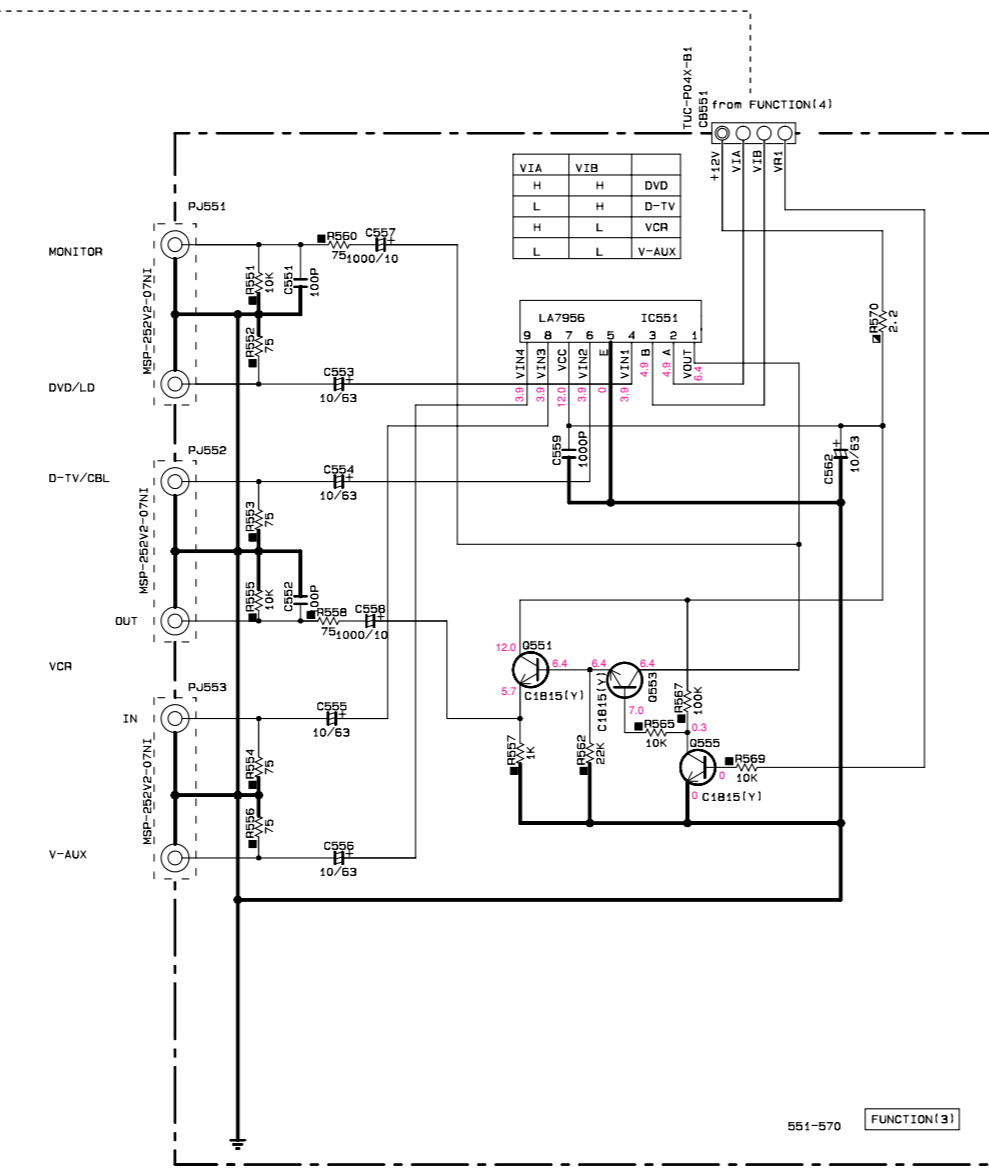 TUC-P04X-B1
CB551
from FUNCTION(4)
+12V
VIA
VIB
VR1
VIA VIB
H H DVD
L H D-TV
H L VCR
L L V-AUX
PJ551
MONITOR
MSP-252V2-07NI
DVD/LD
R551
10K
C551
100P
R552
75
R560
75
C557
1000/10
C553
10/63
LA7956 IC551
9 8 7 6 5 4 3 2 1
VIN4
VIN3
VCC
VIN2
E
VIN1
B
A
VOUT
3.9
3.9
12.0
3.9
0
3.9
4.9
4.9
6.4
R570
2.2
C559
1000P
C562
10/63
PJ552
D-TV/CBL
MSP-252V2-07NI
OUT
C554
10/63
R553
75
R555
10K
C552
100P
R558
75
C558
1000/10
VCR
PJ553
IN
MSP-252V2-07NI
V-AUX
C555
10/63
R554
75
R556
75
C556
10/63
12.0
Q551
6.4
5.7
C1815(Y)
6.4
6.4
C1815(Y)
Q553
7.0
R567
100K
R565
10K
0.3
Q555
0
0
C1815(Y)
R569
10K
R557
1K
R562
22K
551-570
FUNCTION(3)